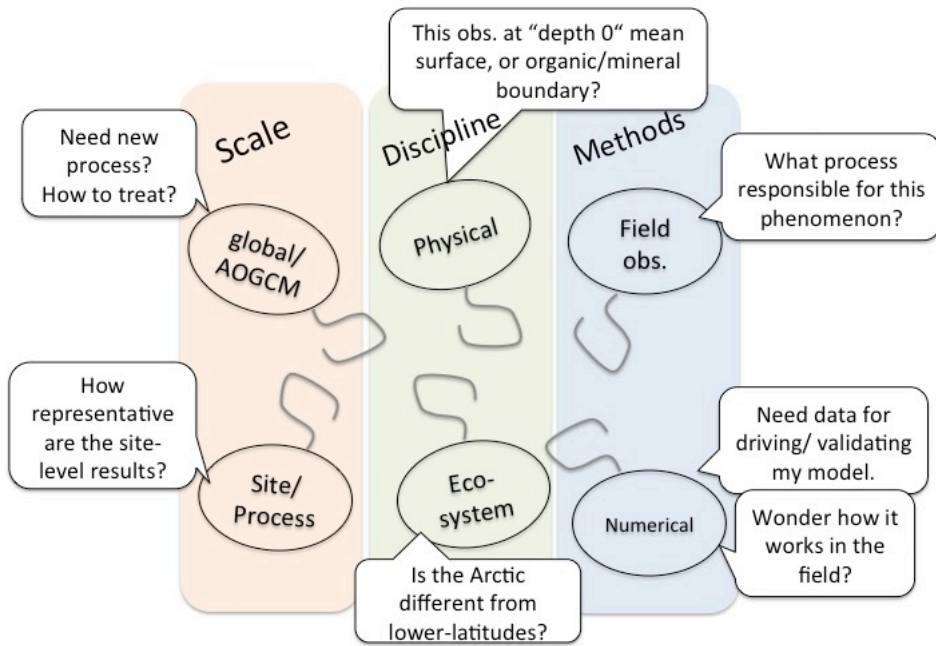 This obs. at “depth 0“ mean
surface, or organic/mineral
boundary?
Scale
Discipline
Methods
Need new
process?
How to treat?
What process
responsible for this
phenomenon?
global/
AOGCM
Physical
Field
obs.
How
representative
are the site-
level results?
Need data for
driving/ validating
my model.
Site/
Process
Eco-
system
Numerical
Wonder how it
works in the
field?
Is the Arctic
different from
lower-latitudes?